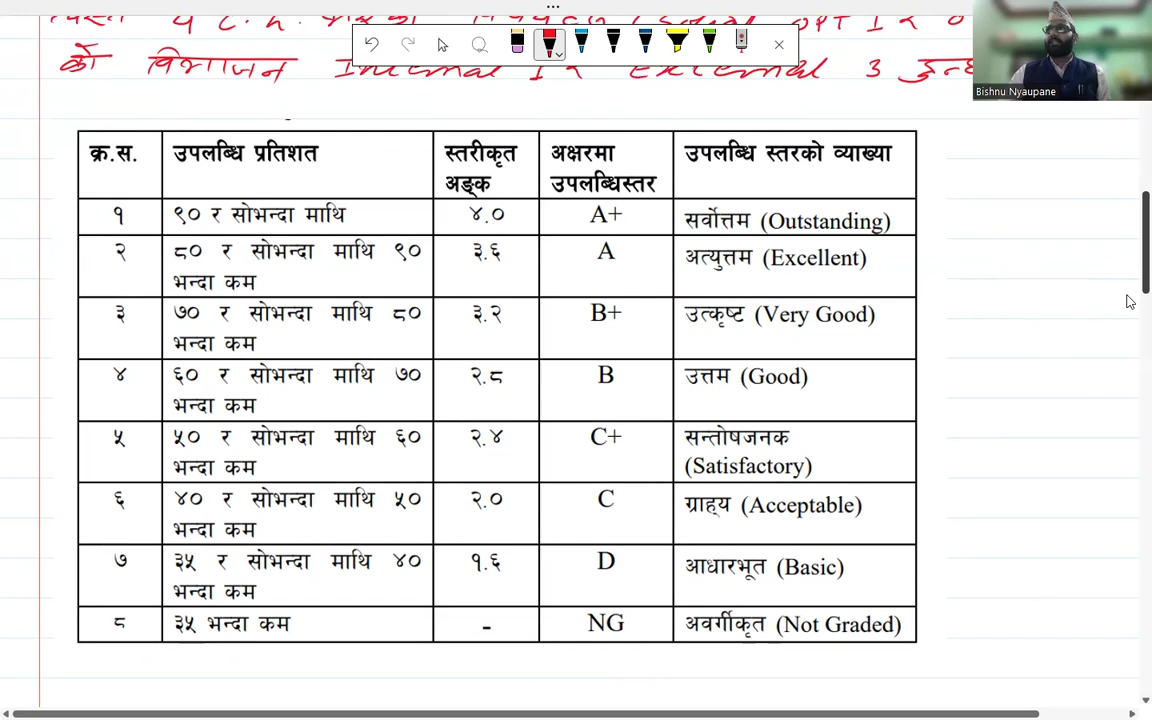 को विभाजन Internal र External
Bishnu Nyaupane
क्र.स. उपलब्धि प्रतिशत स्तरीकृत अङ्क अक्षरमा उपलब्धिस्तर उपलब्धि स्तरको व्याख्या
१ ९० र सोभन्दा माथि ४.० A+ सर्वोत्तम (Outstanding)
२ ८० र सोभन्दा माथि ९० भन्दा कम ३.६ A अत्युत्तम (Excellent)
३ ७० र सोभन्दा माथि ८० भन्दा कम ३.२ B+ उत्कृष्ट (Very Good)
४ ६० र सोभन्दा माथि ७० भन्दा कम २.८ B उत्तम (Good)
५ ५० र सोभन्दा माथि ६० भन्दा कम २.४ C+ सन्तोषजनक (Satisfactory)
६ ४० र सोभन्दा माथि ५० भन्दा कम २.० C ग्राह्य (Acceptable)
७ ३५ र सोभन्दा माथि ४० भन्दा कम १.६ D आधारभूत (Basic)
८ ३५ भन्दा कम - NG अवर्गीकृत (Not Graded)